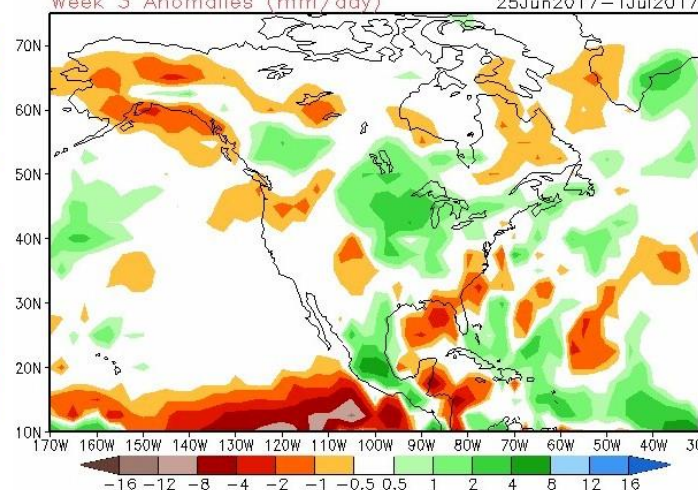 Week 3 Anomalies (mm/day) 25Jun2017-1Jul2017
70N
60N
50N
40N
30N
20N
10N
170W 160W 150W 140W 130W 120W 110W 100W 90W 80W 70W 60W 50W 40W 30
-16 -12 -8 -4 -2 -1 -0.5 0.5 1 2 4 8 12 16